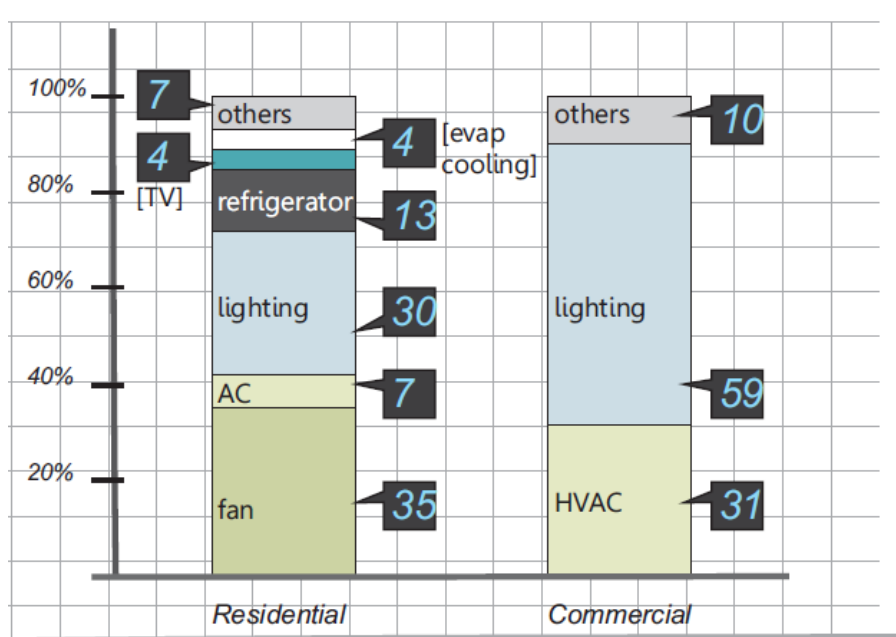 100%
80%
60%
40%
20%
7
others
4
[evap
cooling]
4
[TV]
refrigerator
13
lighting
30
AC
7
fan
35
Residential
others
10
lighting
59
HVAC
31
Commercial